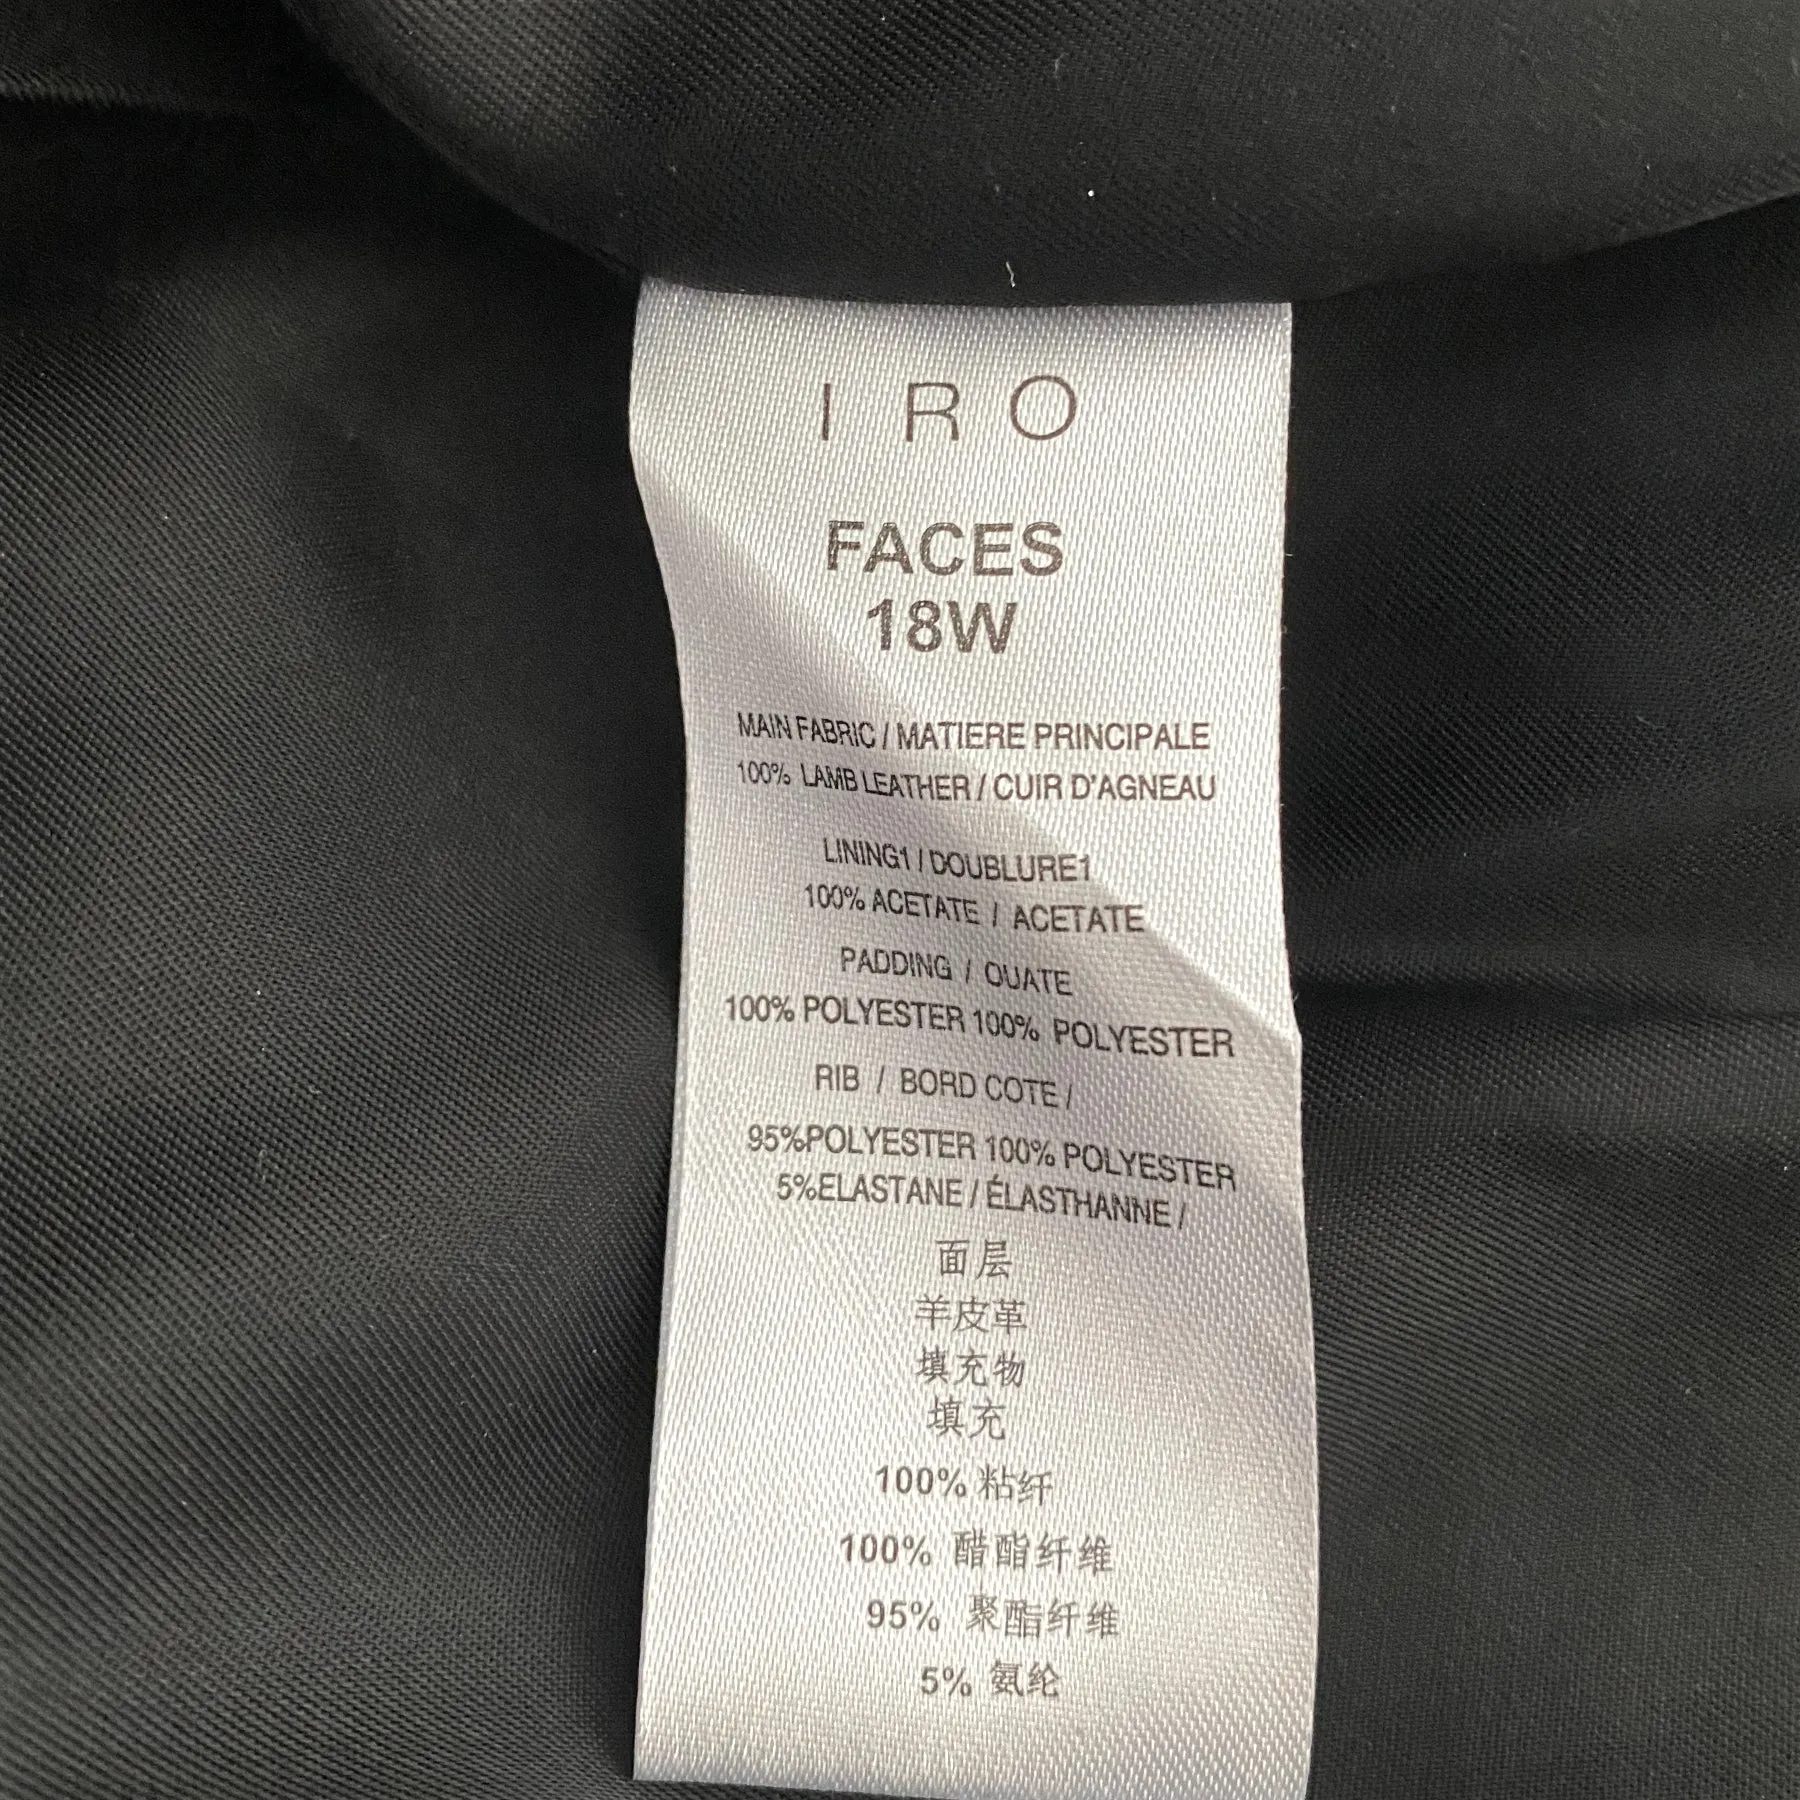 IRO
FACES
18W
MAIN FABRIC / MATIERE PRINCIPALE
100% LAMB LEATHER / CUIR D'AGNEAU
LINING1 / DOUBLURE1
100% ACETATE / ACETATE
PADDING / OUATE
100% POLYESTER 100% POLYESTER
RIB / BORD COTE /
95%POLYESTER 100% POLYESTER
5%ELASTANE / ÉLASTHANNE /
面层
羊皮革
填充物
填充
100% 粘纤
100% 醋酯纤维
95% 聚酯纤维
5% 氨纶